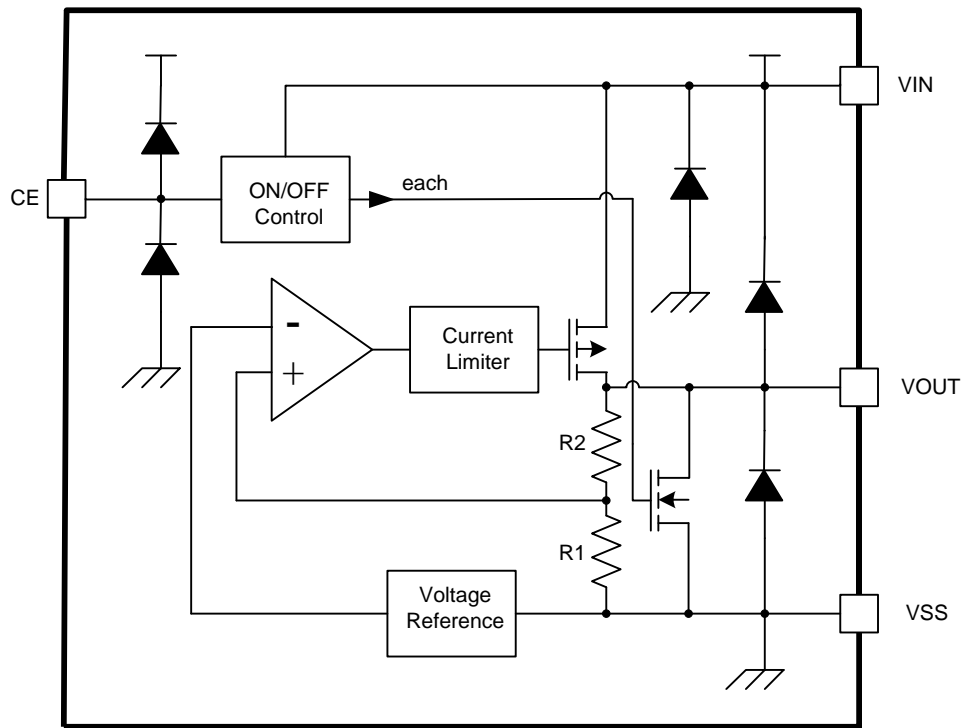 VIN
CE
ON/OFF
Control
each
-
+
Current
Limiter
VOUT
R2
R1
Voltage
Reference
VSS